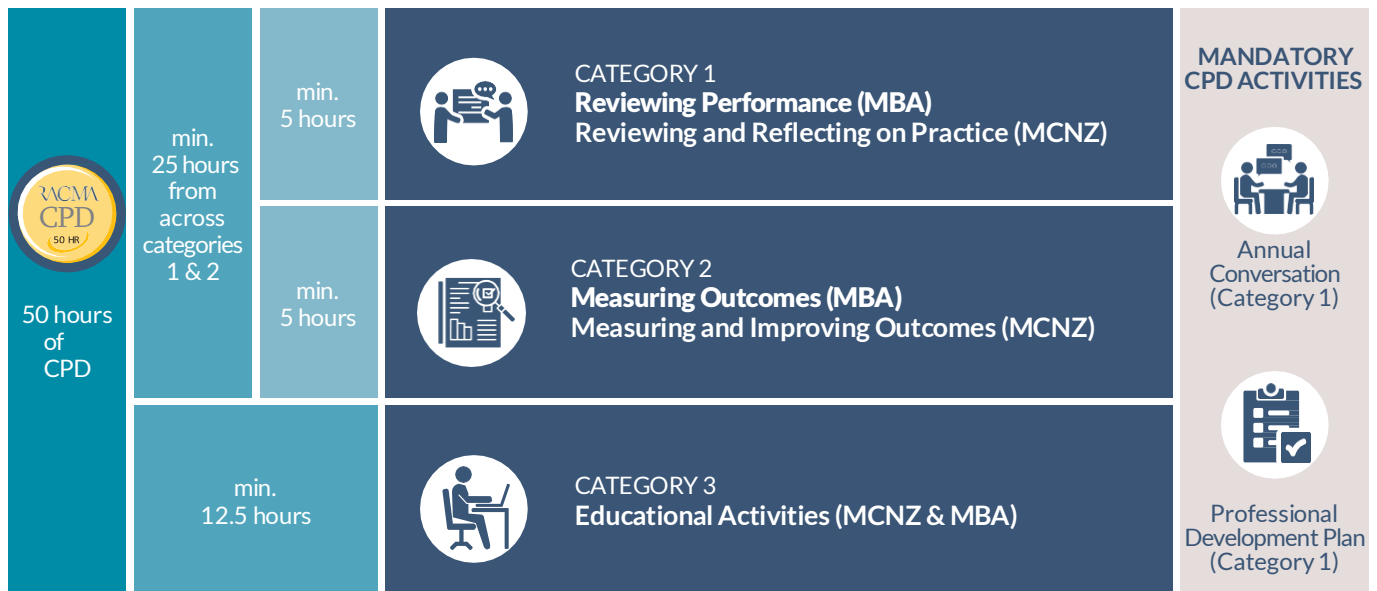 RACMA
CPD
50 HR
50 hours
of
CPD
min.
25 hours
from
across
categories
1 & 2
min.
5 hours
min.
5 hours
min.
12.5 hours
CATEGORY 1
Reviewing Performance (MBA)
Reviewing and Reflecting on Practice (MCNZ)
CATEGORY 2
Measuring Outcomes (MBA)
Measuring and Improving Outcomes (MCNZ)
CATEGORY 3
Educational Activities (MCNZ & MBA)
MANDATORY
CPD ACTIVITIES
Annual
Conversation
(Category 1)
Professional
Development Plan
(Category 1)